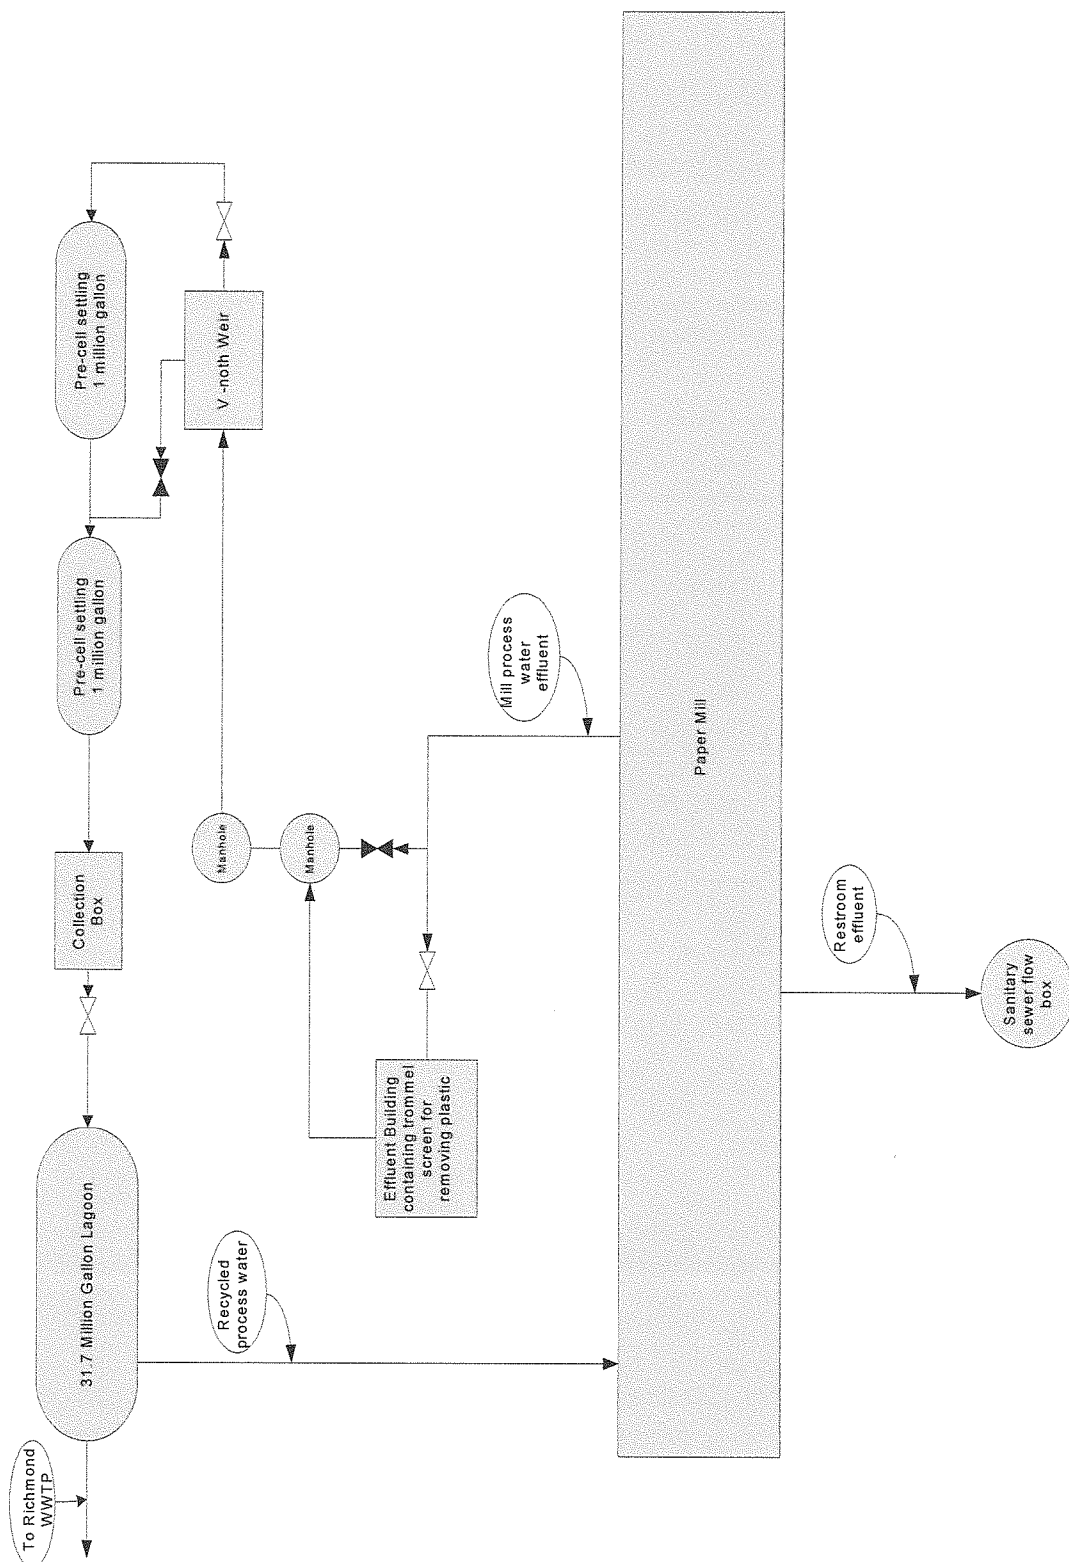 To Richmond
WWTP
31.7 Million Gallon Lagoon
Collection
Box
Pre-cell settling
1 million gallon
Pre-cell settling
1 million gallon
Recycled
process water
Manhole
Manhole
V -noth Weir
Effluent Building
containing trommel
screen for
removing plastic
Mill process
water
effluent
Paper Mill
Restroom
effluent
Sanitary
sewer flow
box